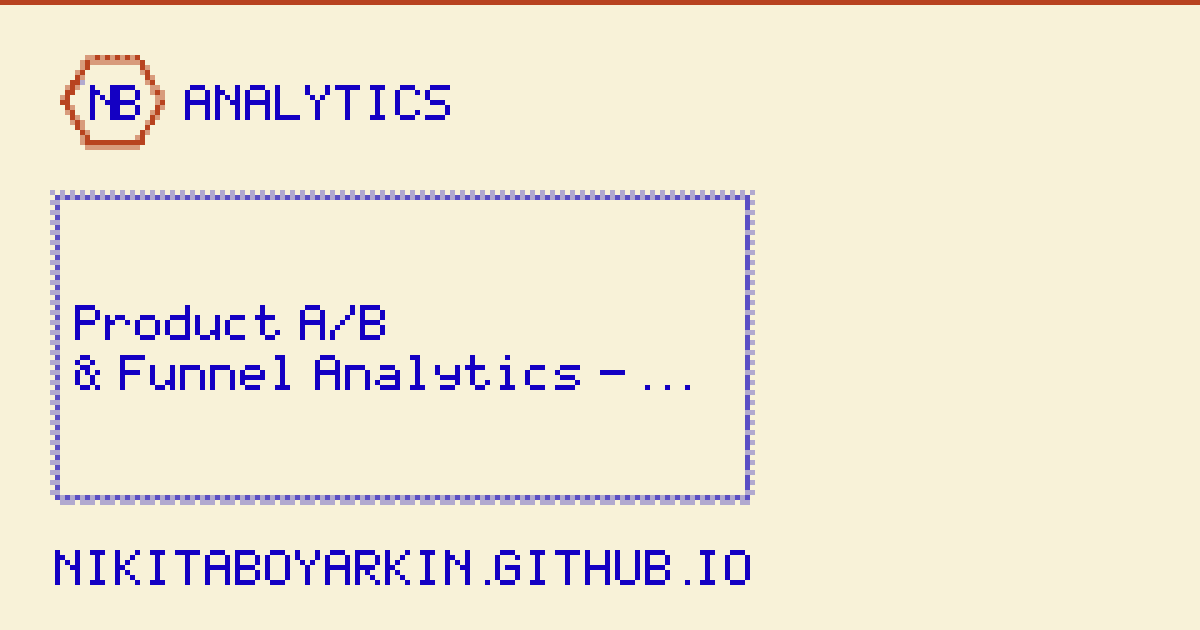 NB ANALYTICS
Product A/B
& Funnel Analytics – ...
NIKITABOYARKIN.GITHUB.IO